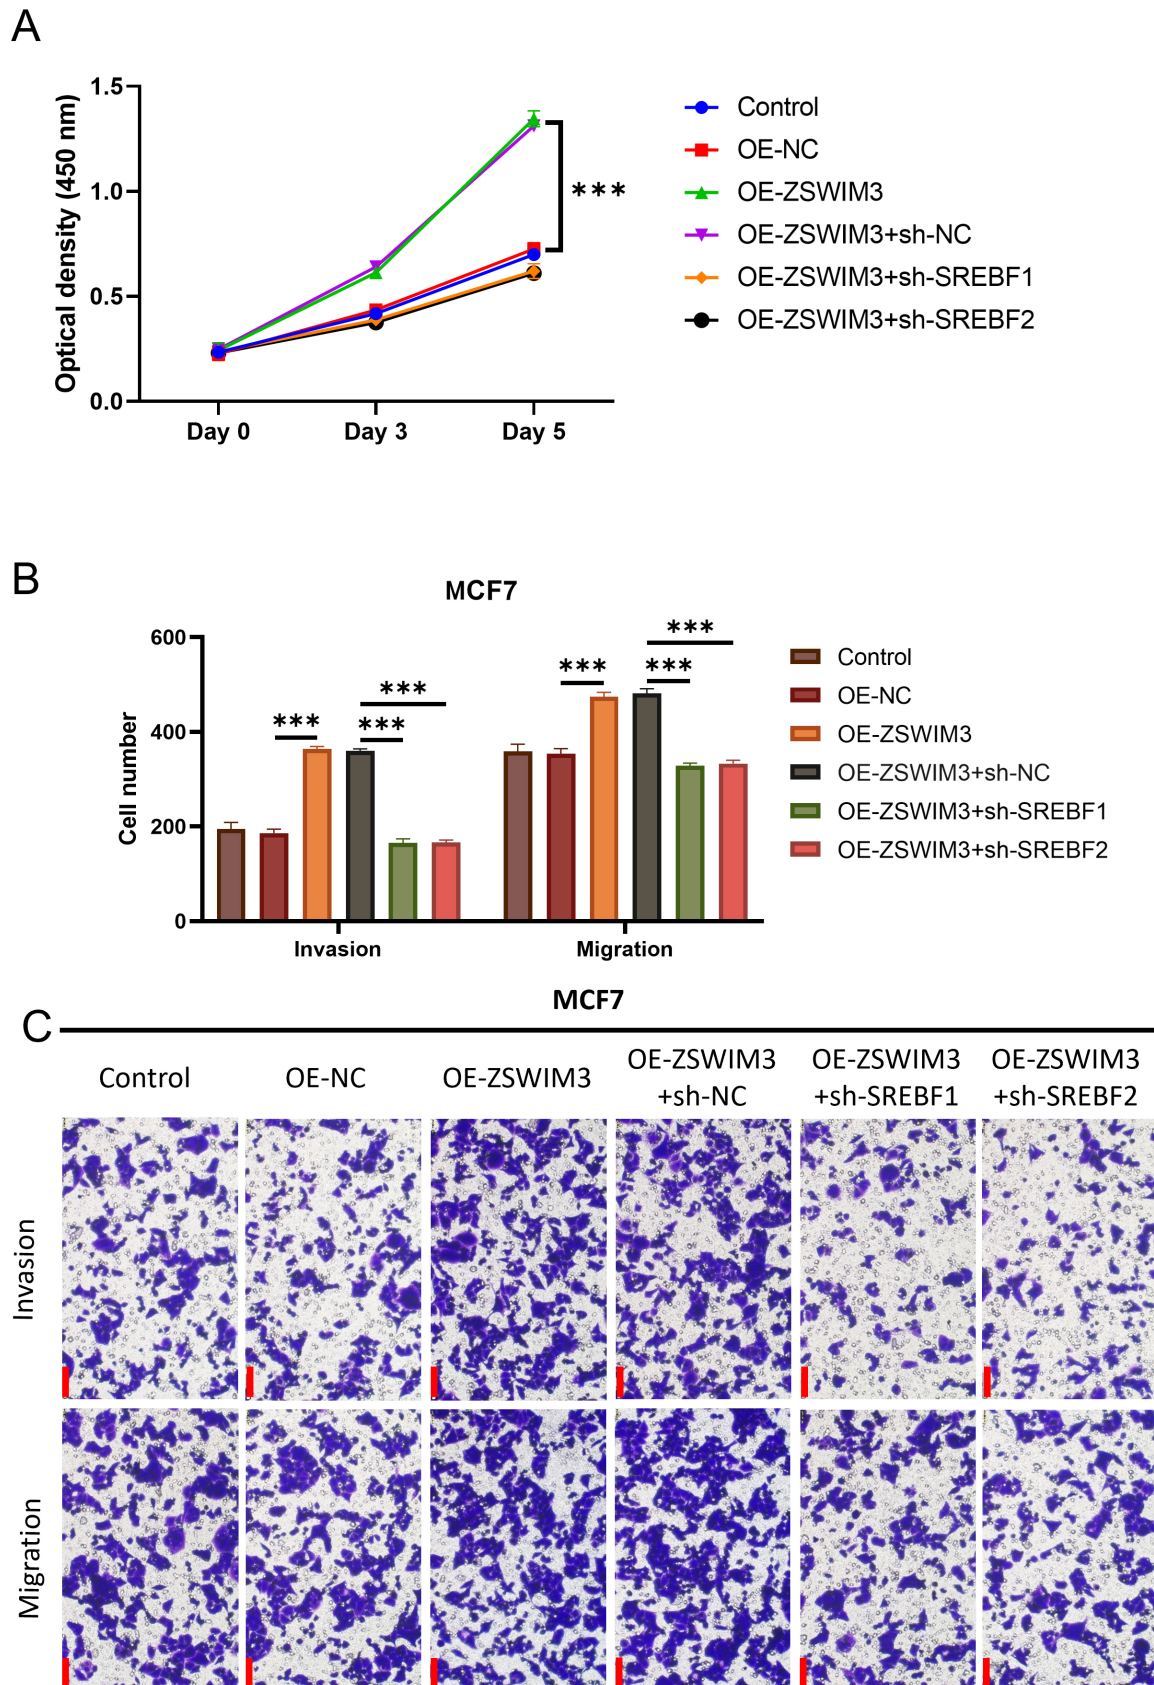 A
1.5
1.0
0.5
0.0
Optical density (450 nm)
Day 0 Day 3 Day 5
***
Control
OE-NC
OE-ZSWIM3
OE-ZSWIM3+sh-NC
OE-ZSWIM3+sh-SREBF1
OE-ZSWIM3+sh-SREBF2
B
MCF7
600
400
200
0
Cell number
*** *** ***
*** *** ***
Invasion Migration
Control
OE-NC
OE-ZSWIM3
OE-ZSWIM3+sh-NC
OE-ZSWIM3+sh-SREBF1
OE-ZSWIM3+sh-SREBF2
MCF7
C
Control
OE-NC
OE-ZSWIM3
OE-ZSWIM3
+sh-NC
OE-ZSWIM3
+sh-SREBF1
OE-ZSWIM3
+sh-SREBF2
Invasion
Migration